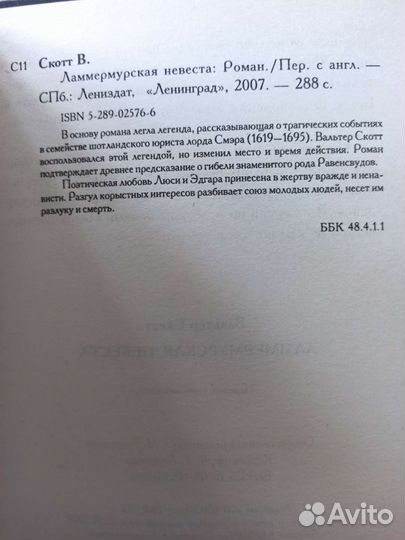 С11 Скотт В.
Ламмермурская невеста: Роман./Пер. с англ. —
СПб.: Лениздат, «Ленинград», 2007. — 288 с.
ISBN 5-289-02576-6
В основу романа легла легенда, рассказывающая о трагических событиях
в семействе шотландского юриста лорда Смэра (1619—1695). Вальтер Скотт
воспользовался этой легендой, но изменил место и время действия. Роман
подтверждает древнее предсказание о гибели знаменитого рода Равенсвудов.
Поэтическая любовь Люси и Эдгара принесена в жертву вражде и нена-
висти. Разгул корыстных интересов разбивает союз молодых людей, несет им
разлуку и смерть.
ББК 48.4.1.1
Avito